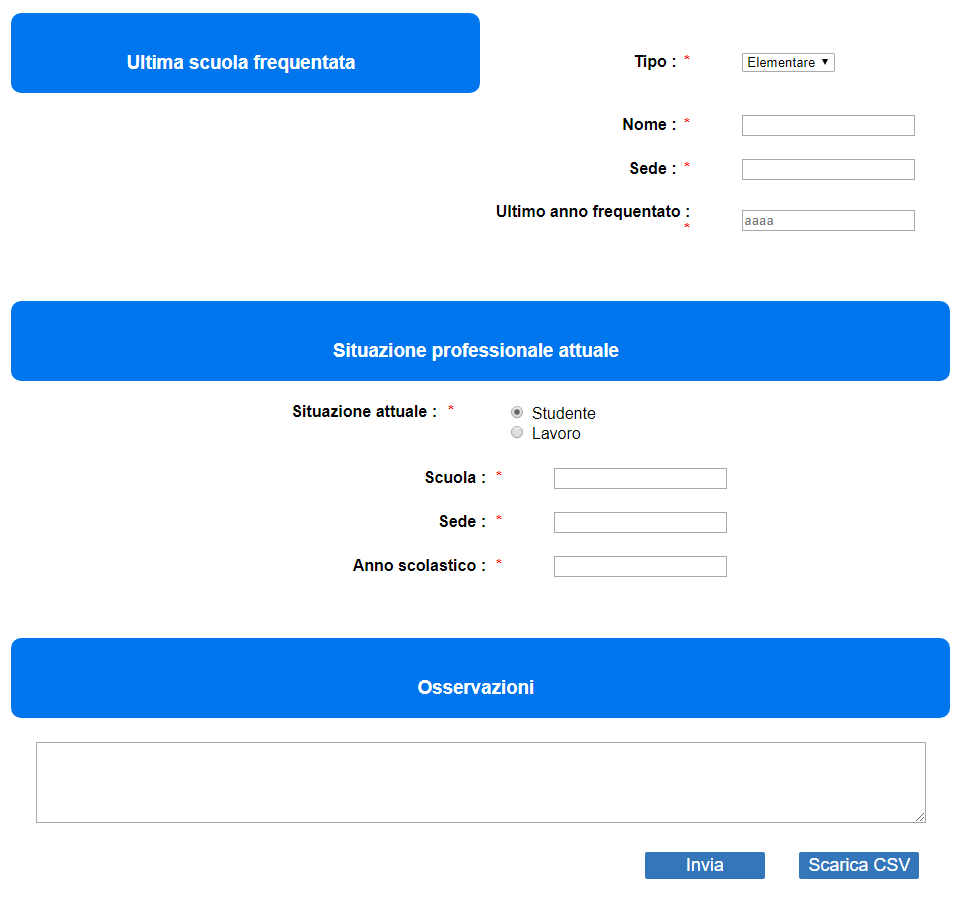 Ultima scuola frequentata
Tipo : *
Elementare ▼
Nome : *
Sede : *
Ultimo anno frequentato :
*
aaaa
Situazione professionale attuale
Situazione attuale : *
Studente
Lavoro
Scuola : *
Sede : *
Anno scolastico : *
Osservazioni
Invia
Scarica CSV